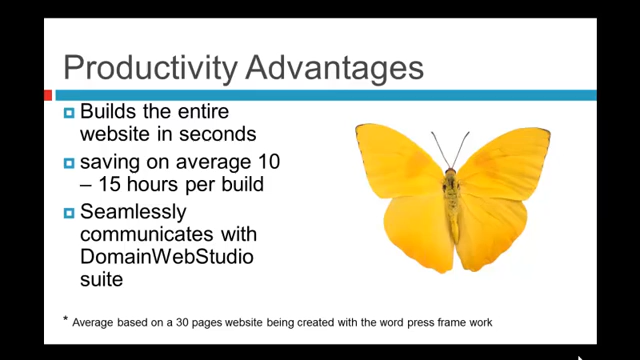 Productivity Advantages
Builds the entire
website in seconds
saving on average 10
– 15 hours per build
Seamlessly
communicates with
DomainWebStudio
suite
* Average based on a 30 pages website being created with the word press frame work